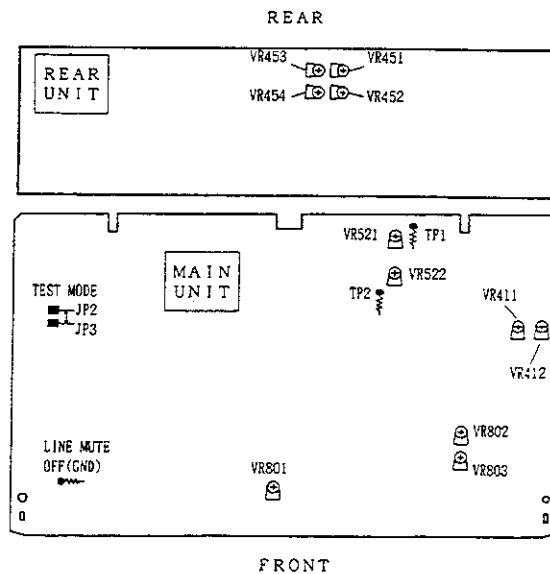 REAR
REAR
UNIT
VR453
VR451
VR454
VR452
MAIN
UNIT
VR521
TP1
VR522
TP2
TEST MODE
JP2
JP3
VR411
VR412
LINE MUTE
OFF(GND)
VR801
VR802
VR803
FRONT